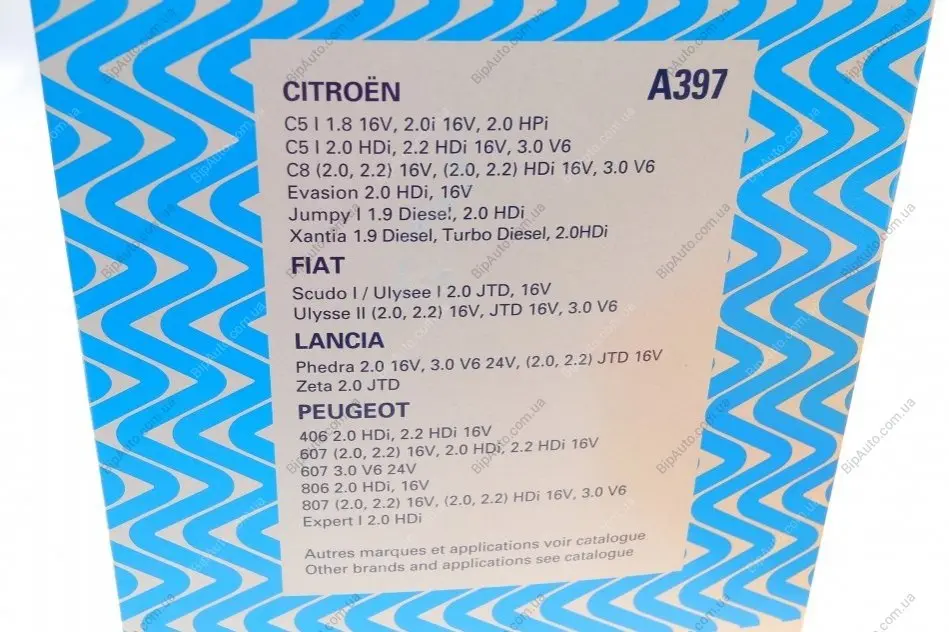 CITROËN
A397
C5 I 1.8 16V, 2.0i 16V, 2.0 HPi
C5 I 2.0 HDi, 2.2 HDi 16V, 3.0 V6
C8 (2.0, 2.2) 16V, (2.0, 2.2) HDi 16V, 3.0 V6
Evasion 2.0 HDi, 16V
Jumpy I 1.9 Diesel, 2.0 HDi
Xantia 1.9 Diesel, Turbo Diesel, 2.0HDi
FIAT
Scudo I / Ulysee I 2.0 JTD, 16V
Ulysse II (2.0, 2.2) 16V, JTD 16V, 3.0 V6
LANCIA
Phedra 2.0 16V, 3.0 V6 24V, (2.0, 2.2) JTD 16V
Zeta 2.0 JTD
PEUGEOT
406 2.0 HDi, 2.2 HDi 16V
607 (2.0, 2.2) 16V, 2.0 HDi, 2.2 HDi 16V
607 3.0 V6 24V
806 2.0 HDi, 16V
807 (2.0, 2.2) 16V, (2.0, 2.2) HDi 16V, 3.0 V6
Expert I 2.0 HDi
Autres marques et applications voir catalogue
Other brands and applications see catalogue
BipAuto.com.ua